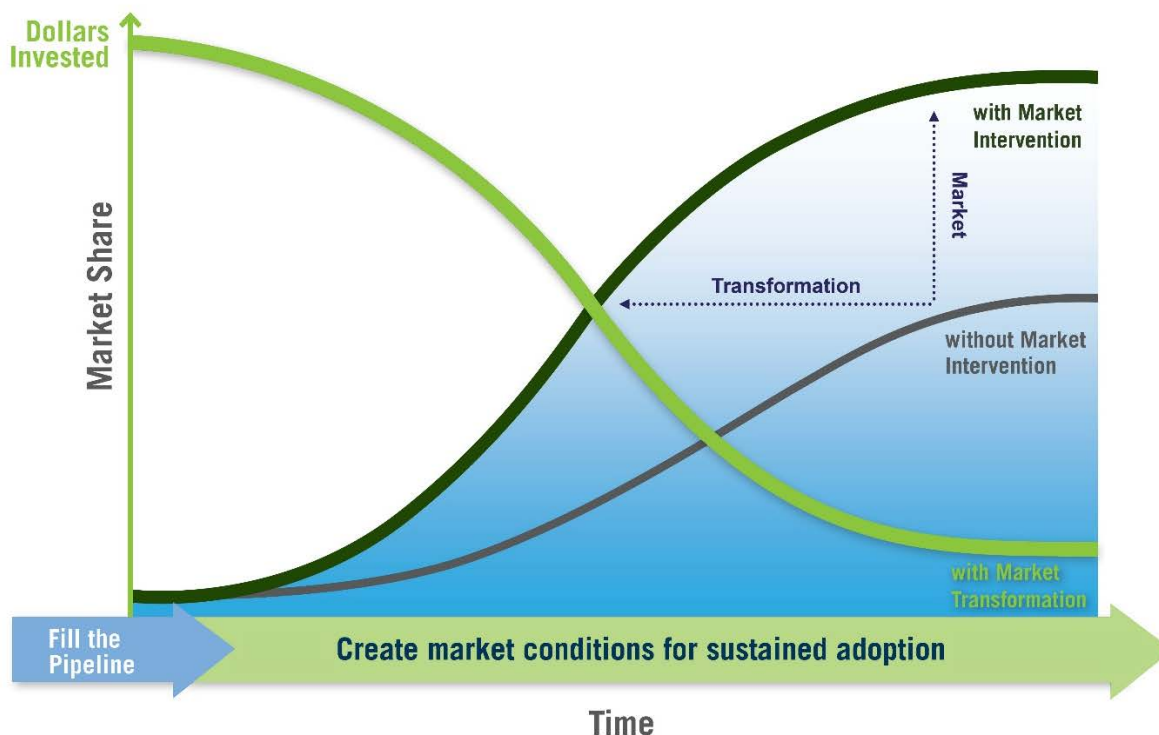 Dollars
Invested
Market Share
with Market
Intervention
Market
Transformation
without Market
Intervention
with Market
Transformation
Fill the
Pipeline
Create market conditions for sustained adoption
Time